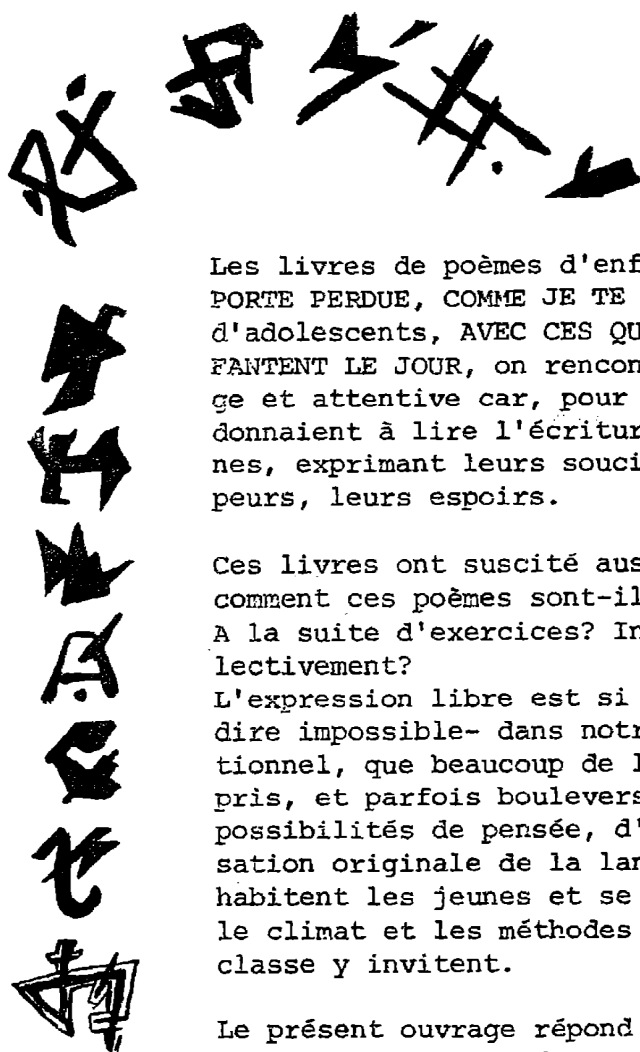 Les livres de poèmes d'enf
PORTE PERDUE, COMME JE TE
d'adolescents, AVEC CES QU
FANTENT LE JOUR, on rencon
ge et attentive car, pour
donnaient à lire l'écritur
nes, exprimant leurs souci
peurs, leurs espoirs.
Ces livres ont suscité aus
comment ces poèmes sont-il
A la suite d'exercices? In
lectivement?
L'expression libre est si
dire impossible- dans notr
tionnel, que beaucoup de l
pris, et parfois boulevers
possibilités de pensée, d'
sation originale de la lan
habitent les jeunes et se
le climat et les méthodes
classe y invitent.
Le présent ouvrage répond